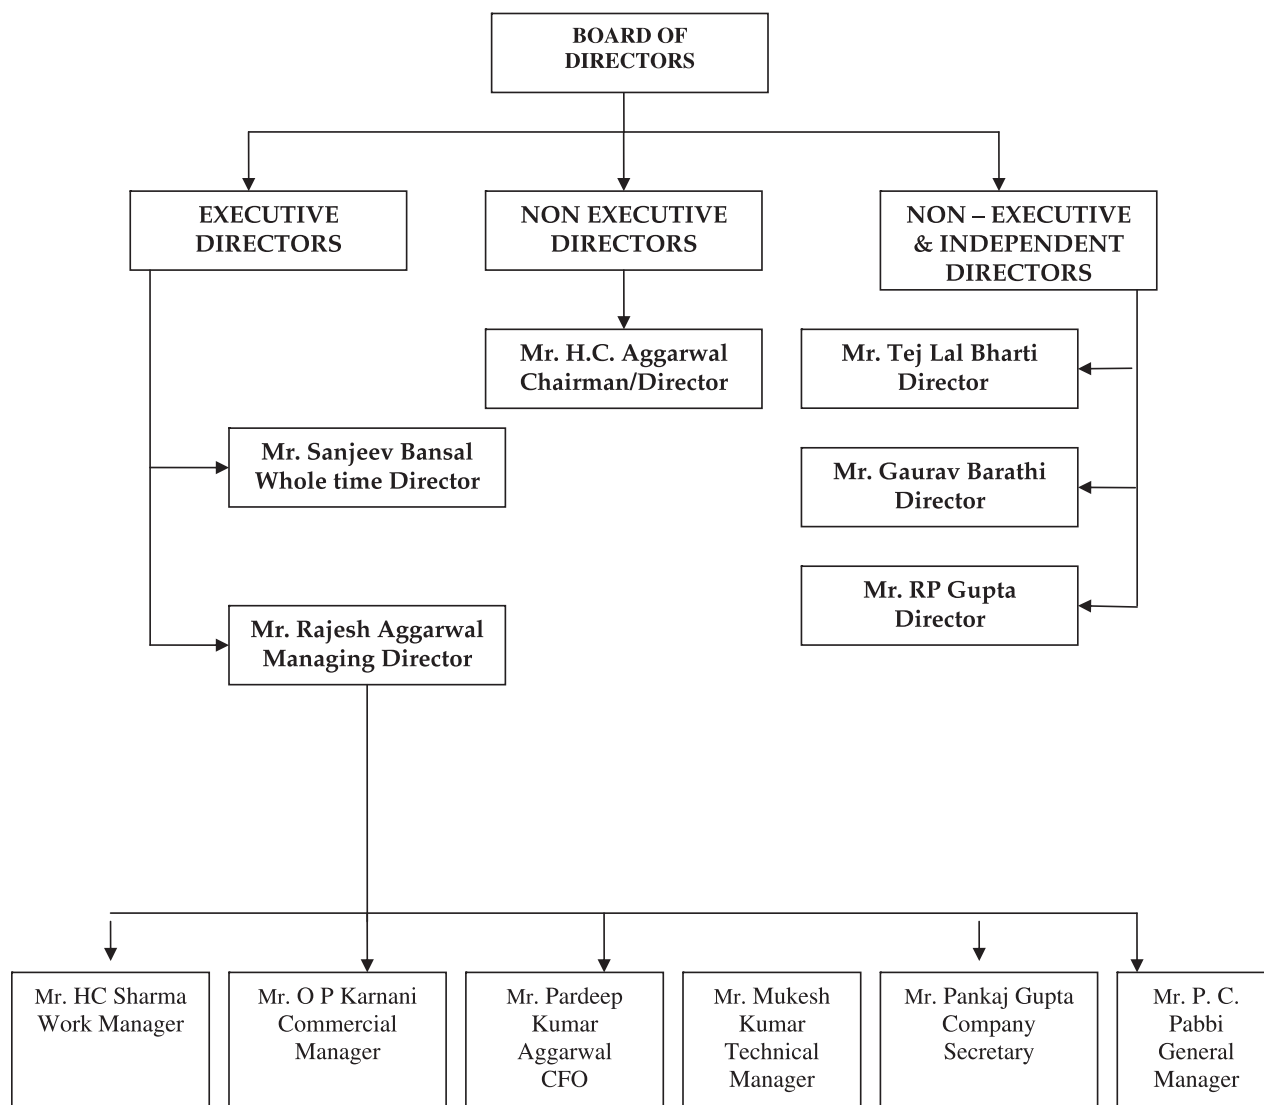 BOARD OF
DIRECTORS
EXECUTIVE
DIRECTORS
NON EXECUTIVE
DIRECTORS
NON – EXECUTIVE
& INDEPENDENT
DIRECTORS
Mr. H.C. Aggarwal
Chairman/Director
Mr. Tej Lal Bharti
Director
Mr. Sanjeev Bansal
Whole time Director
Mr. Gaurav Barathi
Director
Mr. RP Gupta
Director
Mr. Rajesh Aggarwal
Managing Director
Mr. HC Sharma
Work Manager
Mr. O P Karnani
Commercial
Manager
Mr. Pardeep
Kumar
Aggarwal
CFO
Mr. Mukesh
Kumar
Technical
Manager
Mr. Pankaj Gupta
Company
Secretary
Mr. P. C.
Pabbi
General
Manager